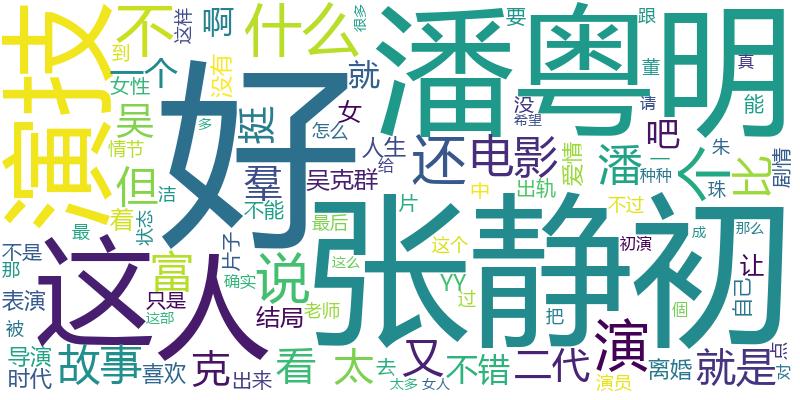 演技
不
啊
什么
潘粤明
要
跟
董
真
请
能
这样
很多
到
一个
没有
就
女性
好
挺
吴
多
情节
女
怎么
没
希望
吧
朱
一
珠
剧情
种种
个
比
潘
爱情
电影
还
人生
给
但
洁
羣
吴克群
不能
出轨
中
不过
着
最
状态
片子
最后
片
这个
初演
成
那么
不是
那
这
人
富
说
张静初
确实
这么
YY
过
把
個
自己
让
表演
被
只是
这部
结局
老师
演
点
对
导演
时代
故事
喜欢
克
出来
看
太
去
又
太多
不错
女人
二代
演员
离婚
就是